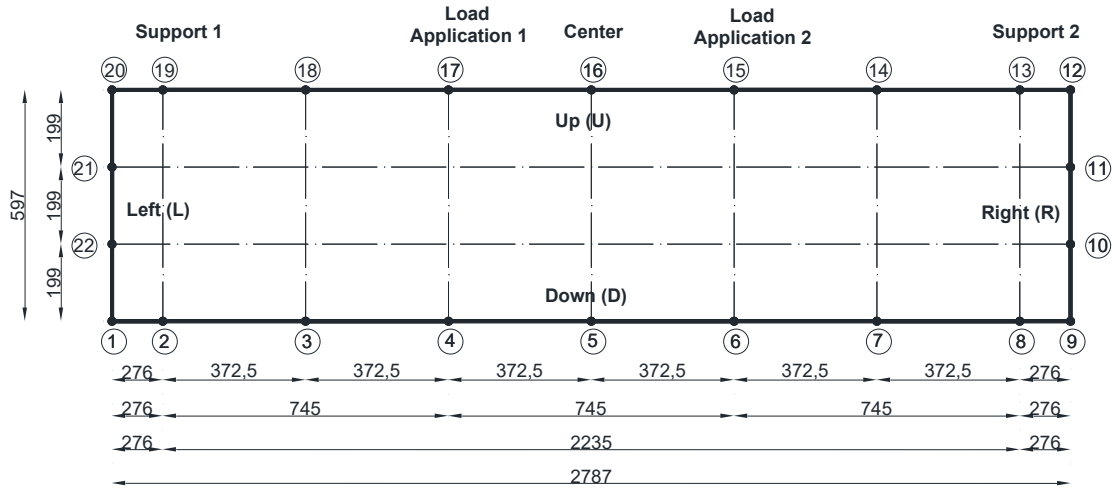 Support 1
Load
Application 1
Center
Load
Application 2
Support 2
20 19 18 17 16 15 14 13 12
Up (U)
199
21
11
597
199
Left (L)
Right (R)
22
10
199
Down (D)
1 2 3 4 5 6 7 8 9
276 372,5 372,5 372,5 372,5 372,5 372,5 276
276 745 745 745 276
276 2235 276
2787